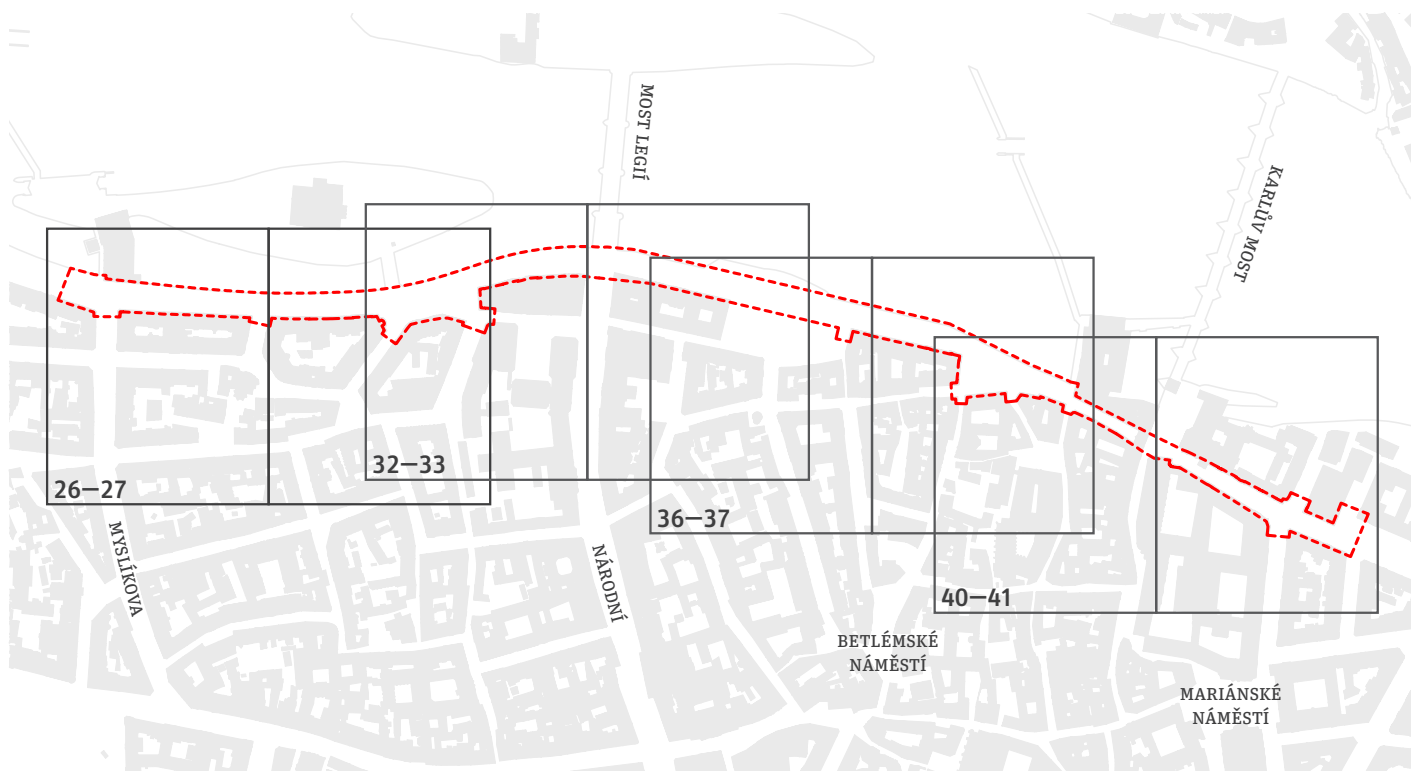 MOST LEGIÍ
KARLŮV MOST
32–33
26–27
36–37
40–41
MYSLÍKOVA
NÁRODNÍ
BETLÉMSKÉ
NÁMĚSTÍ
MARIÁNSKÉ
NÁMĚSTÍ